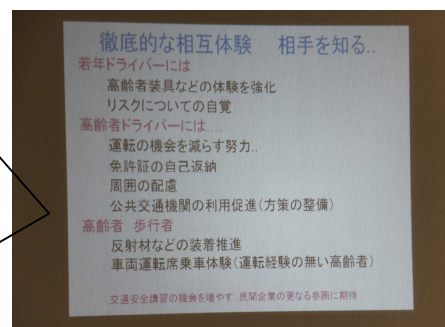 徹底的な相互体験　相手を知る..
若年ドライバーには
高齢者装具などの体験を強化
リスクについての自覚
高齢者ドライバーには....
運転の機会を減らす努力..
免許証の自己返納
周囲の配慮
公共交通機関の利用促進(方策の整備)
高齢者 歩行者
反射材などの装着推進
車両運転席乗車体験(運転経験の無い高齢者)
交通安全講習の機会を増やす. 民間企業の更なる参画に期待